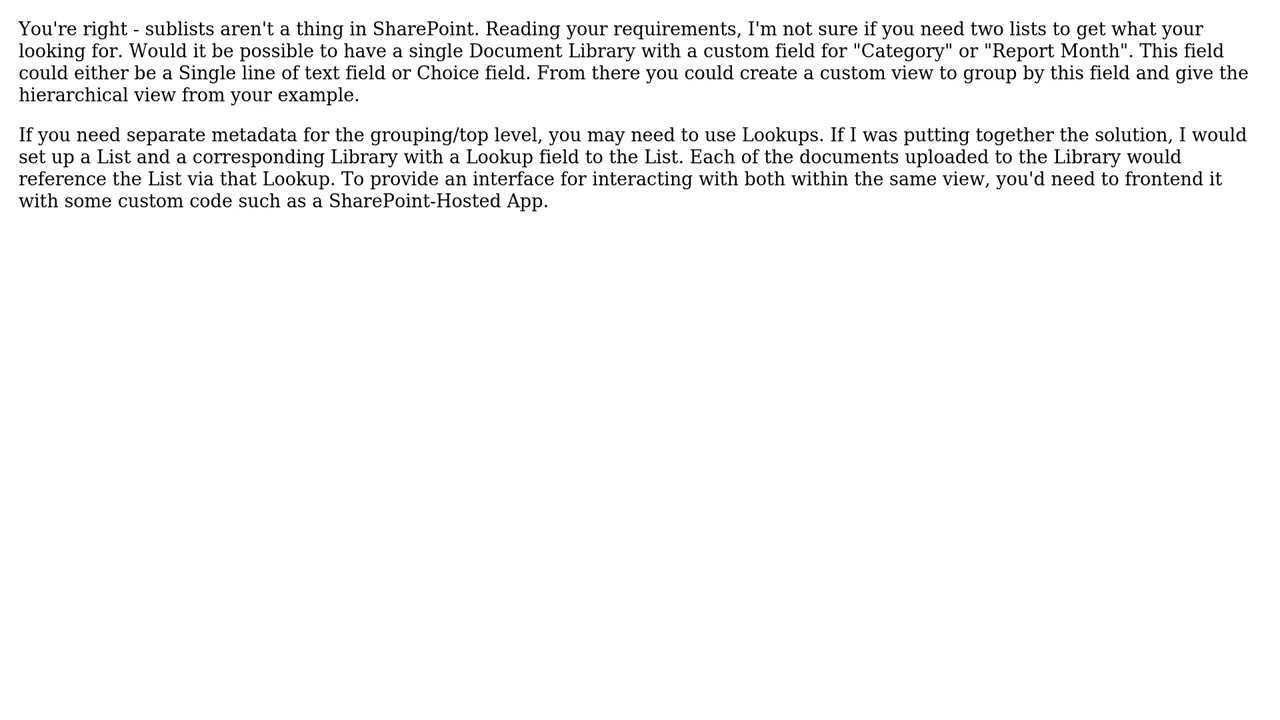 You're right - sublists aren't a thing in SharePoint. Reading your requirements, I'm not sure if you need two lists to get what your
looking for. Would it be possible to have a single Document Library with a custom field for "Category" or "Report Month". This field
could either be a Single line of text field or Choice field. From there you could create a custom view to group by this field and give the
hierarchical view from your example.
If you need separate metadata for the grouping/top level, you may need to use Lookups. If I was putting together the solution, I would
set up a List and a corresponding Library with a Lookup field to the List. Each of the documents uploaded to the Library would
reference the List via that Lookup. To provide an interface for interacting with both within the same view, you'd need to frontend it
with some custom code such as a SharePoint-Hosted App.